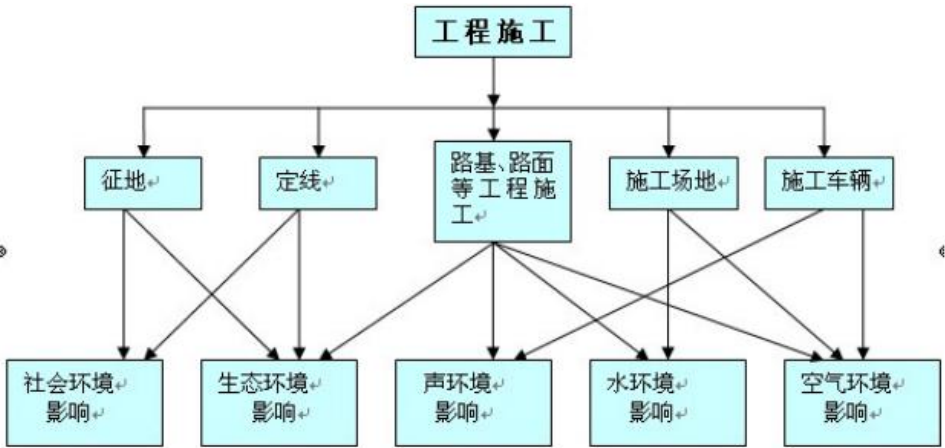 工程施工
征地
定线
路基、路面
等工程施
工
施工场地
施工车辆
社会环境
影响
生态环境
影响
声环境
影响
水环境
影响
空气环境
影响